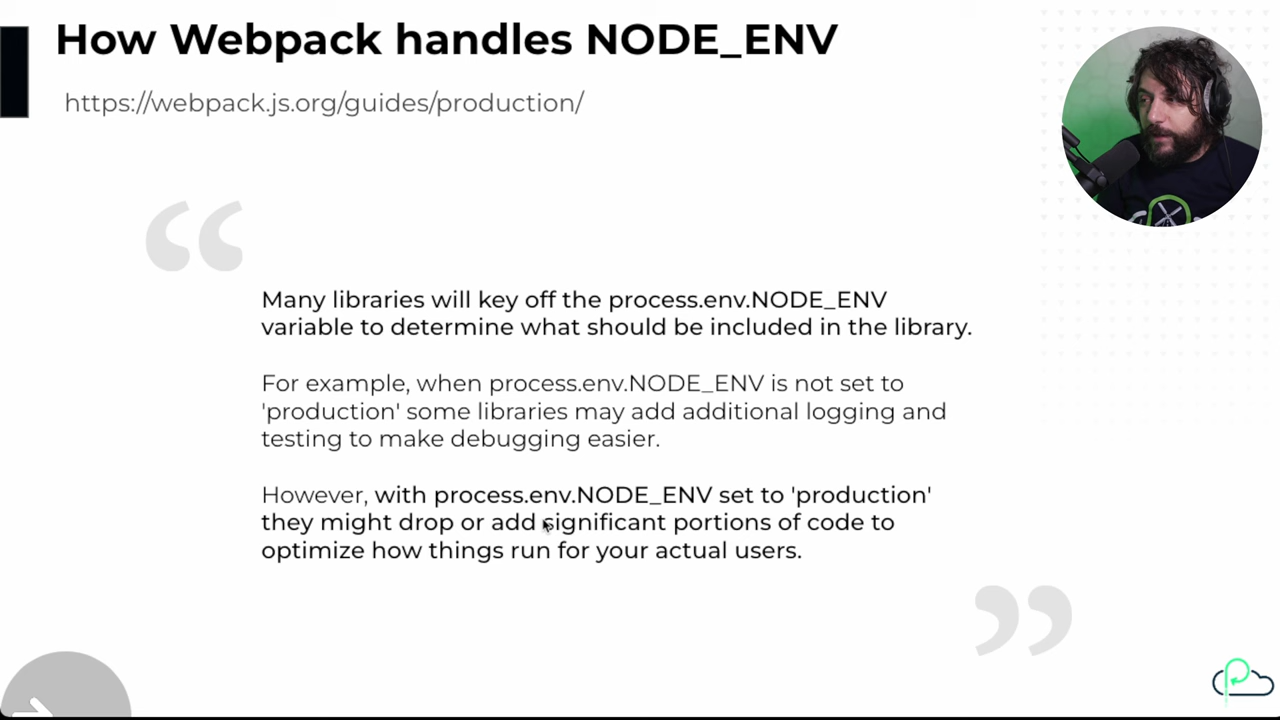 How Webpack handles NODE_ENV
https://webpack.js.org/guides/production/
“
Many libraries will key off the process.env.NODE_ENV
variable to determine what should be included in the library.
For example, when process.env.NODE_ENV is not set to
'production' some libraries may add additional logging and
testing to make debugging easier.
However, with process.env.NODE_ENV set to 'production'
they might drop or add significant portions of code to
optimize how things run for your actual users.
”